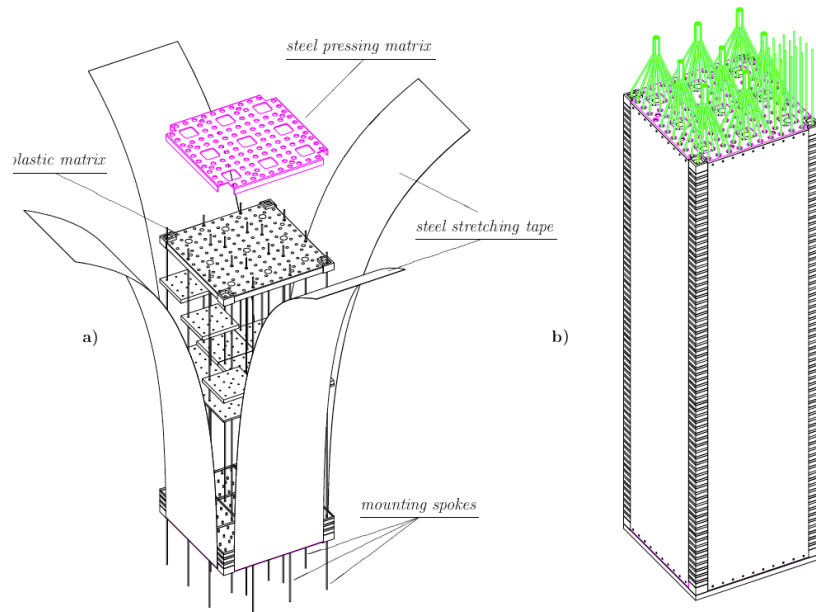 steel pressing matrix
plastic matrix
steel stretching tape
a)
b)
mounting spokes